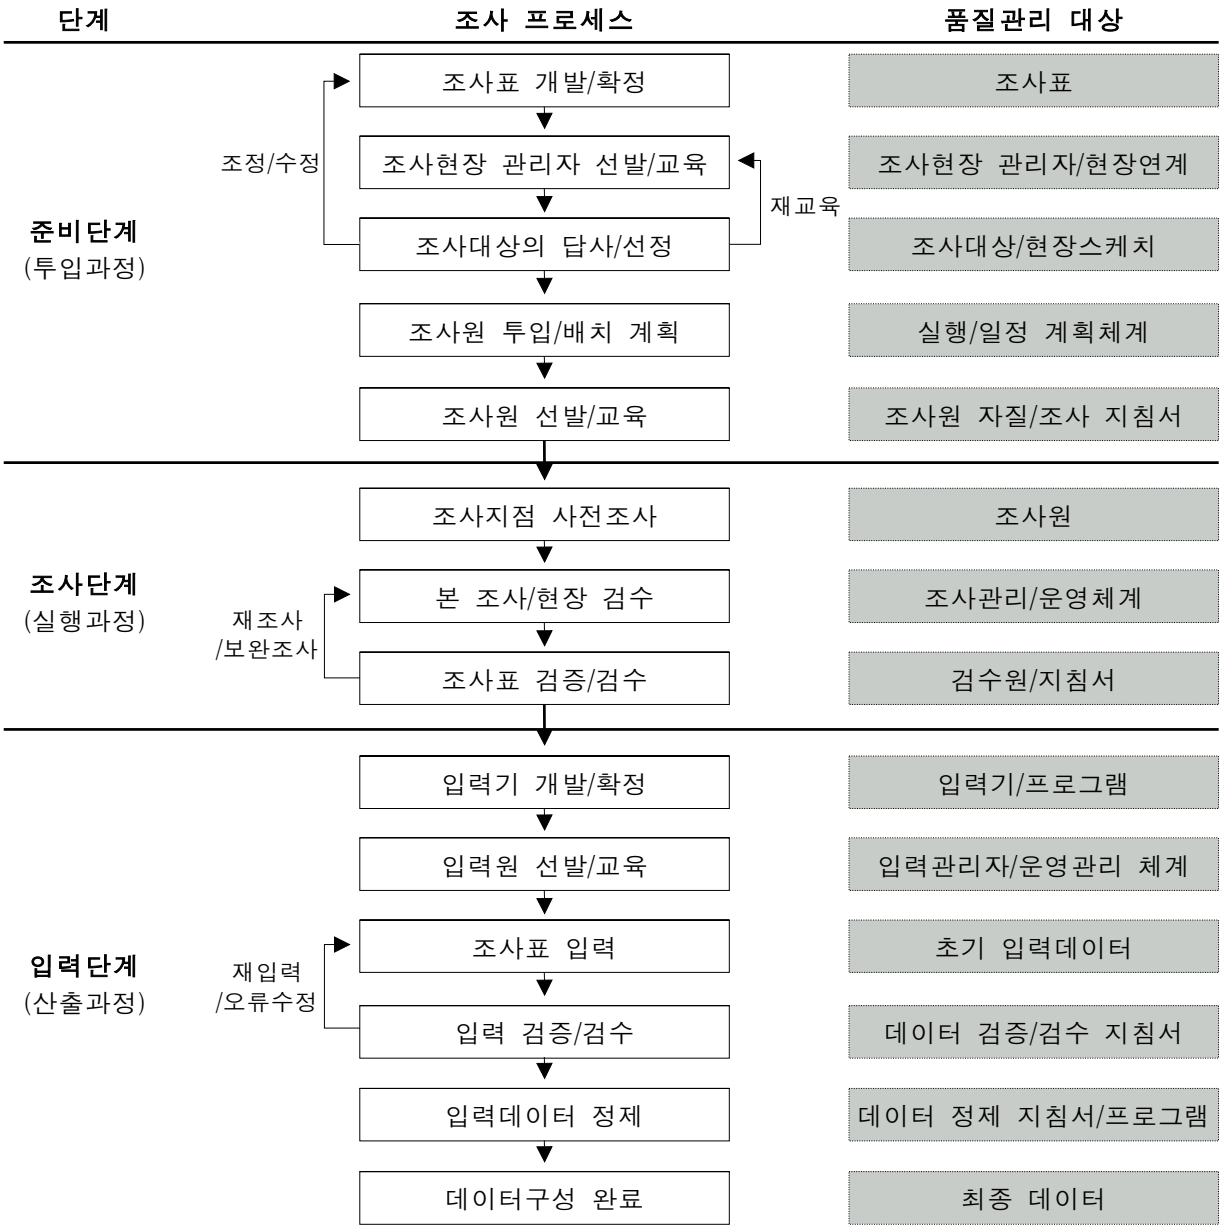 단계 조사 프로세스 품질관리 대상
조사표 개발/확정 조사표
조정/수정 조사현장 관리자 선발/교육 조사현장 관리자/현장연계
재교육
준비단계
(투입과정)
조사대상의 답사/선정 조사대상/현장스케치
조사원 투입/배치 계획 실행/일정 계획체계
조사원 선발/교육 조사원 자질/조사 지침서
조사지점 사전조사 조사원
조사단계
(실행과정)
재조사
/보완조사
본 조사/현장 검수 조사관리/운영체계
조사표 검증/검수 검수원/지침서
입력기 개발/확정 입력기/프로그램
입력원 선발/교육 입력관리자/운영관리 체계
입력단계
(산출과정)
재입력
/오류수정
조사표 입력 초기 입력데이터
입력 검증/검수 데이터 검증/검수 지침서
입력데이터 정제 데이터 정제 지침서/프로그램
데이터구성 완료 최종 데이터